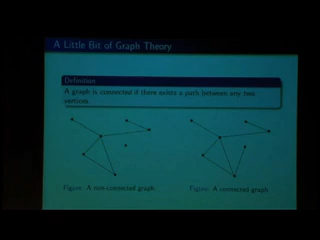 A Little Bit of Graph Theory
Definition
A graph is connected if there exists a path between any two
vertices.
Figure: A non-connected graph
Figure: A connected graph